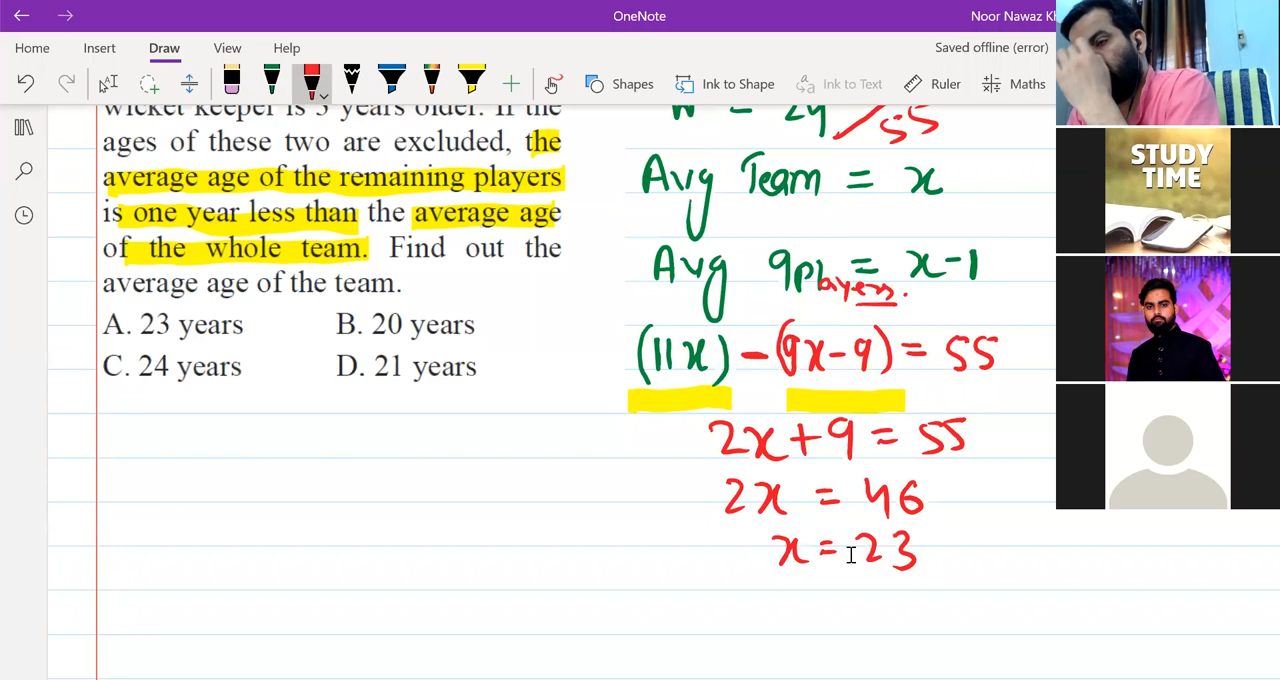 OneNote
Noor Nawaz Kh
Home Insert Draw View Help
Saved offline (error)
Shapes Ink to Shape Ink to Text Ruler Maths
wicket keeper is 3 years older. If the
ages of these two are excluded, the
average age of the remaining players
is one year less than the average age
of the whole team. Find out the
average age of the team.
A. 23 years B. 20 years
C. 24 years D. 21 years
= 29
55
Avg Team = x
Avg 9players. = x-1
(11x) - (9x-9) = 55
2x+9 = 55
2x = 46
x = 23
STUDY
TIME